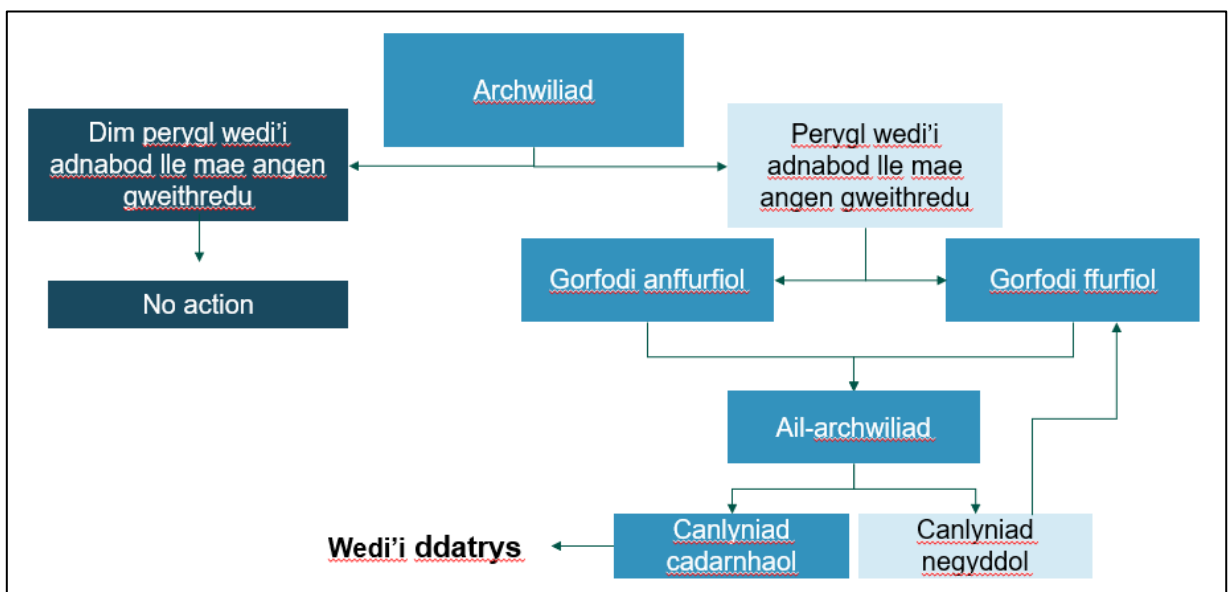 Archwiliad
Dim perygl wedi’i
adnabod lle mae angen
gweithredu
Perygl wedi’i
adnabod lle mae
angen gweithredu
No action
Gorfodi anffurfiol
Gorfodi ffurfiol
Ail-archwiliad
Canlyniad
cadarnhaol
Canlyniad
negyddol
Wedi’i ddatrys